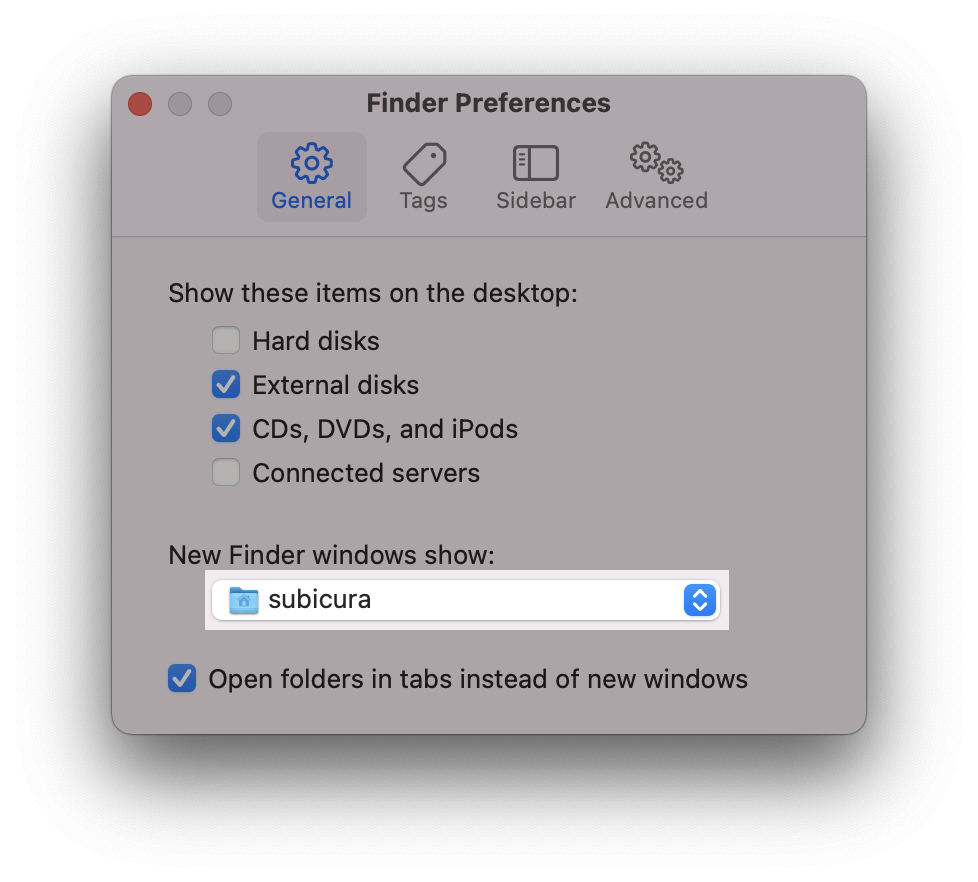 Finder Preferences
General Tags Sidebar Advanced
Show these items on the desktop:
Hard disks
External disks
CDs, DVDs, and iPods
Connected servers
New Finder windows show:
subicura
Open folders in tabs instead of new windows